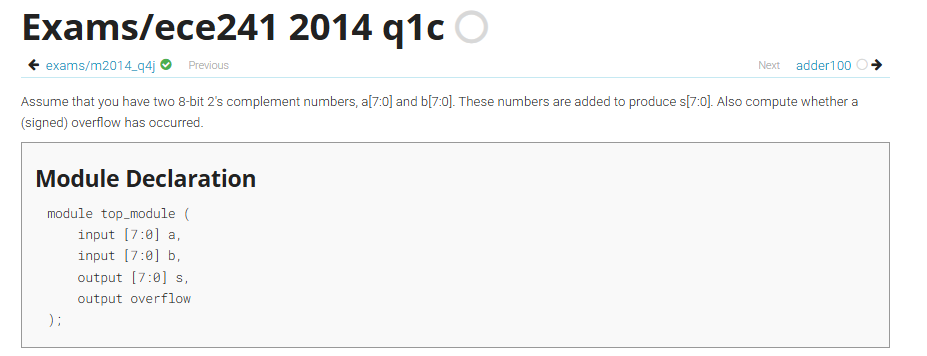 Exams/ece241 2014 q1c
exams/m2014_q4j Previous Next adder100
Assume that you have two 8-bit 2's complement numbers, a[7:0] and b[7:0]. These numbers are added to produce s[7:0]. Also compute whether a
(signed) overflow has occurred.
Module Declaration
module top_module (
    input [7:0] a,
    input [7:0] b,
    output [7:0] s,
    output overflow
);